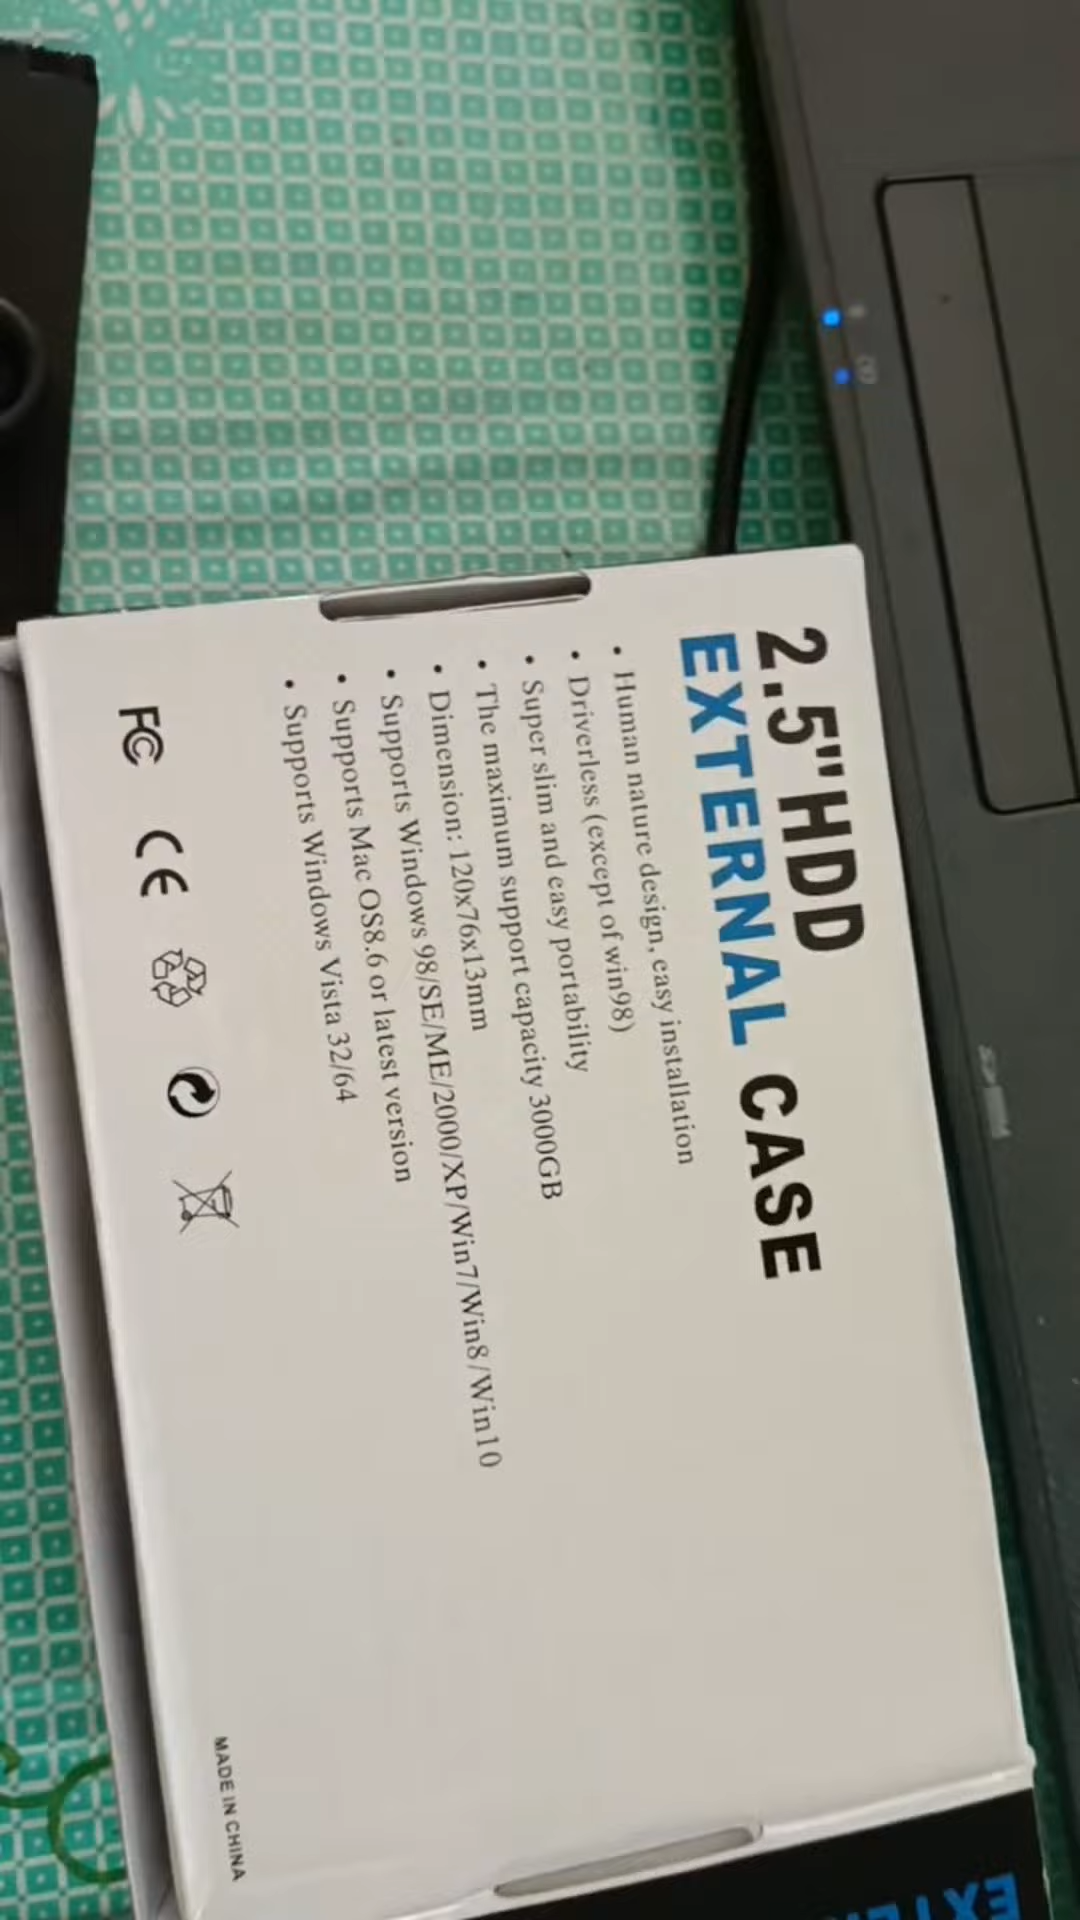 2.5"HDD
EXTERNAL CASE
• Human nature design, easy installation
• Driverless (except of win98)
• Super slim and easy portability
• The maximum support capacity 3000GB
• Dimension: 120x76x13mm
• Supports Windows 98/SE/ME/2000/XP/Win7/Win8/Win10
• Supports Mac OS8.6 or latest version
• Supports Windows Vista 32/64
FC CE
MADE IN CHINA